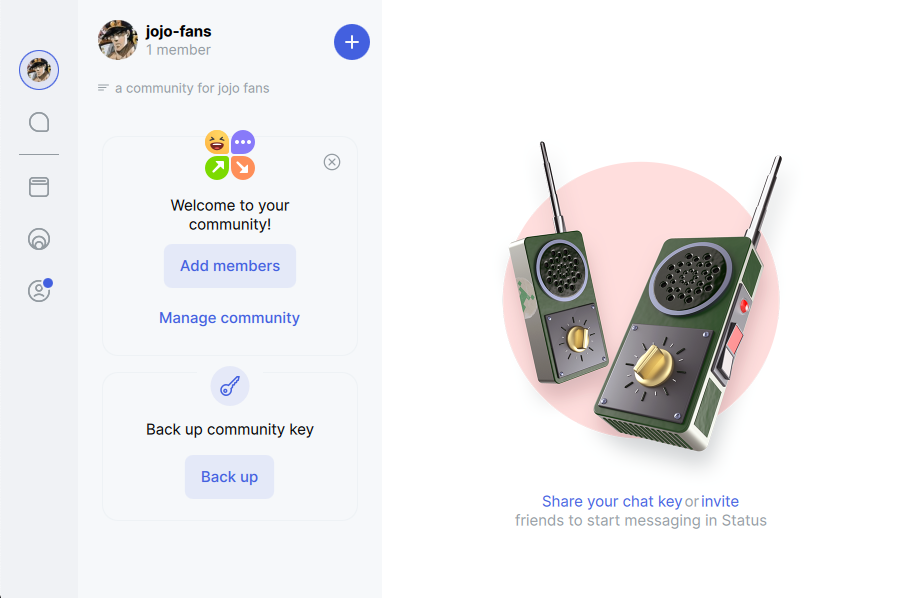 jojo-fans
1 member
a community for jojo fans
Welcome to your
community!
Add members
Manage community
Back up community key
Back up
Share your chat key or invite
friends to start messaging in Status